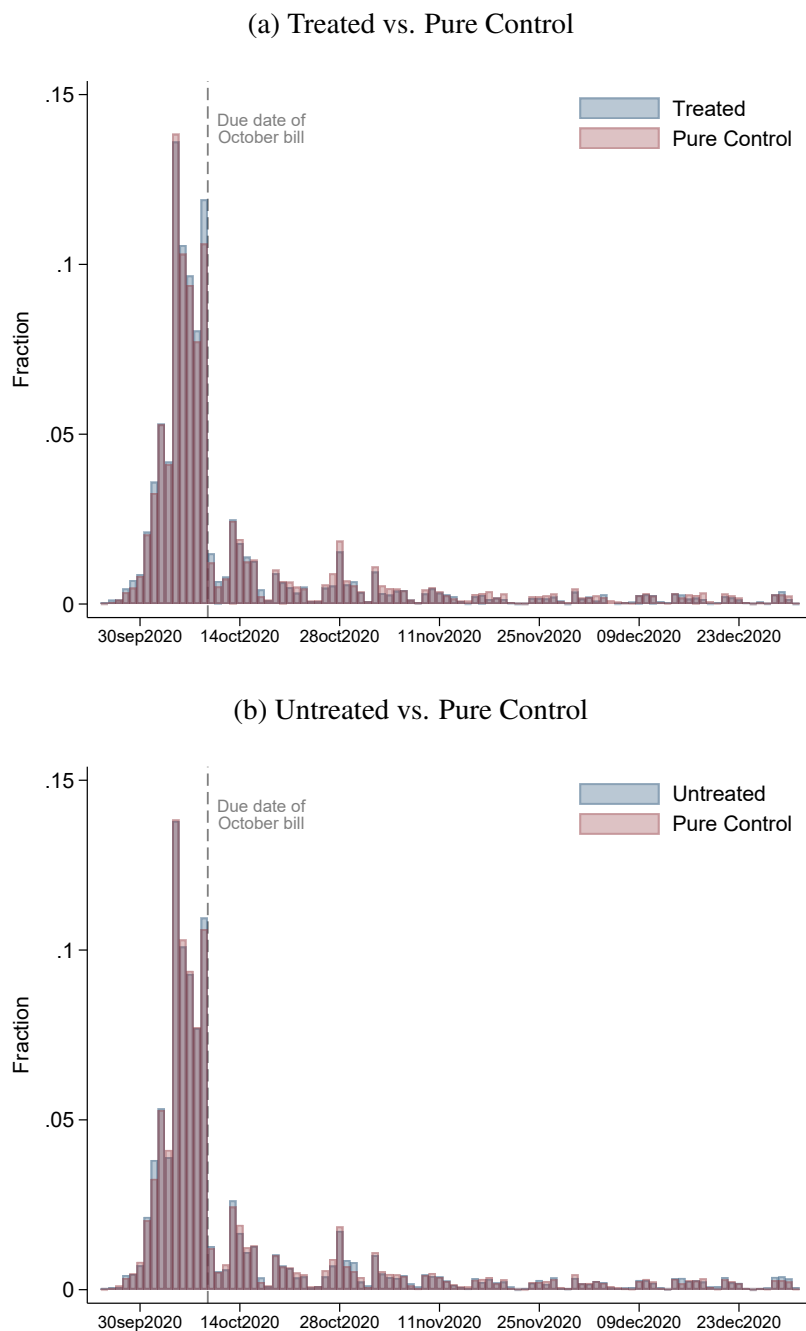 (a) Treated vs. Pure Control
.15
.1
.05
0
Fraction
Due date of
October bill
Treated
Pure Control
30sep2020 14oct2020 28oct2020 11nov2020 25nov2020 09dec2020 23dec2020
(b) Untreated vs. Pure Control
.15
.1
.05
0
Fraction
Due date of
October bill
Untreated
Pure Control
30sep2020 14oct2020 28oct2020 11nov2020 25nov2020 09dec2020 23dec2020